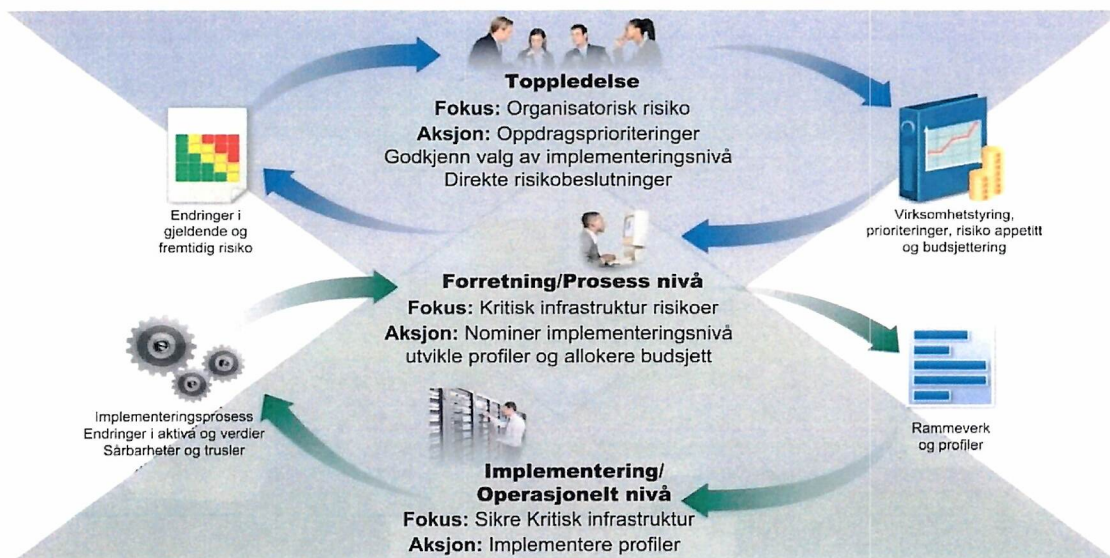 Toppledelse
Fokus: Organisatorisk risiko
Aksjon: Oppdragsprioriteringer
Godkjenn valg av implementeringsnivå
Direkte risikobeslutninger
Endringer i
gjeldende og
fremtidig risiko
Virksomhetstyring,
prioriteringer, risiko appetitt
og budsjettering
Forretning/Prosess nivå
Fokus: Kritisk infrastruktur risikoer
Aksjon: Nominer implementeringsnivå
utvikle profiler og allokere budsjett
Implementeringsprosess
Endringer i aktiva og verdier
Sårbarheter og trusler
Rammeverk
og profiler
Implementering/
Operasjonelt nivå
Fokus: Sikre Kritisk infrastruktur
Aksjon: Implementere profiler